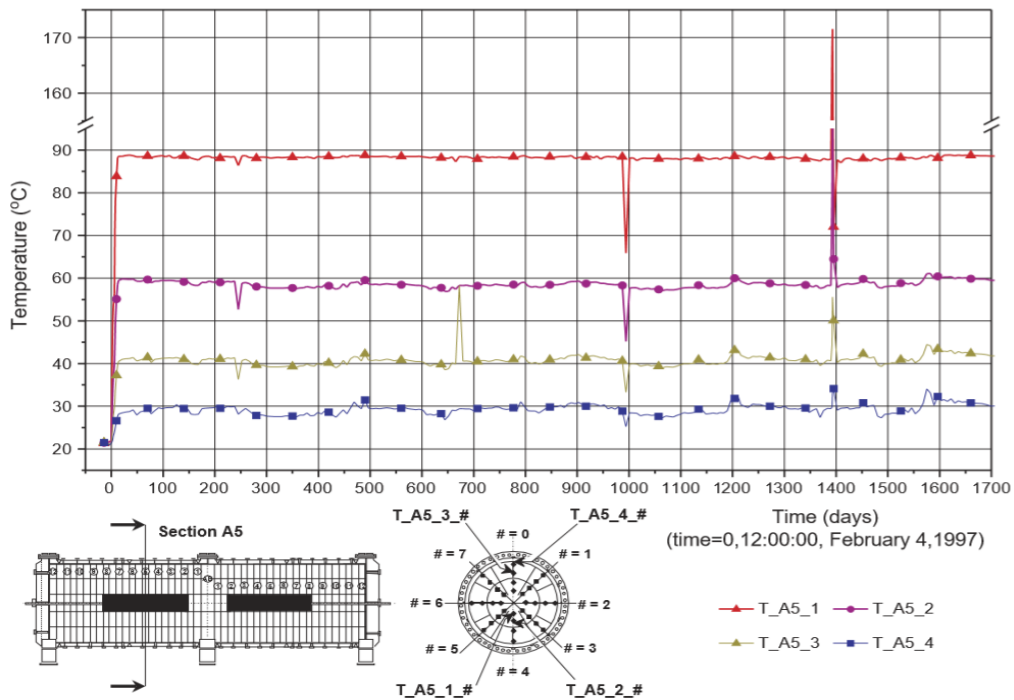 170
160
90
80
70
60
50
40
30
20
Temperature (ºC)
0 100 200 300 400 500 600 700 800 900 1000 1100 1200 1300 1400 1500 1600 1700
Time (days)
(time=0,12:00:00, February 4,1997)
Section A5
T_A5_3_#
T_A5_4_#
# = 0
# = 7
# = 1
# = 6
# = 2
# = 5
# = 3
# = 4
T_A5_1_#
T_A5_2_#
T_A5_1
T_A5_2
T_A5_3
T_A5_4